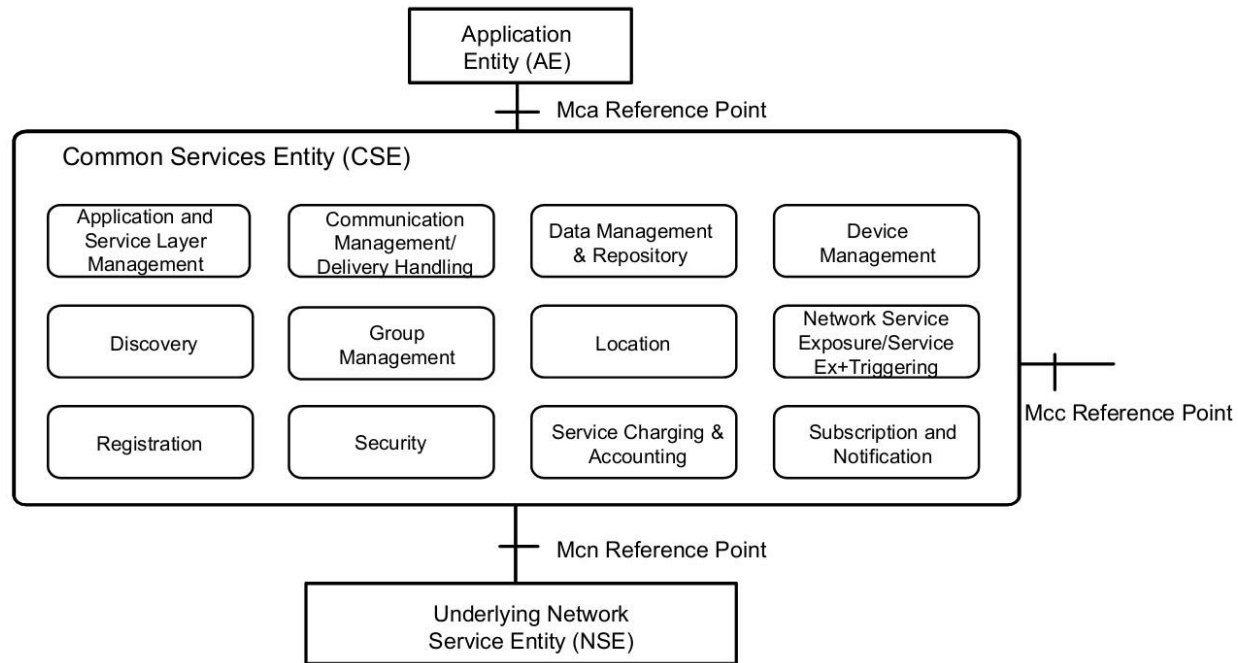 Application
Entity (AE)
Mca Reference Point
Common Services Entity (CSE)
Application and
Service Layer
Management
Communication
Management/
Delivery Handling
Data Management
& Repository
Device
Management
Discovery
Group
Management
Location
Network Service
Exposure/Service
Ex+Triggering
Mcc Reference Point
Registration
Security
Service Charging &
Accounting
Subscription and
Notification
Mcn Reference Point
Underlying Network
Service Entity (NSE)